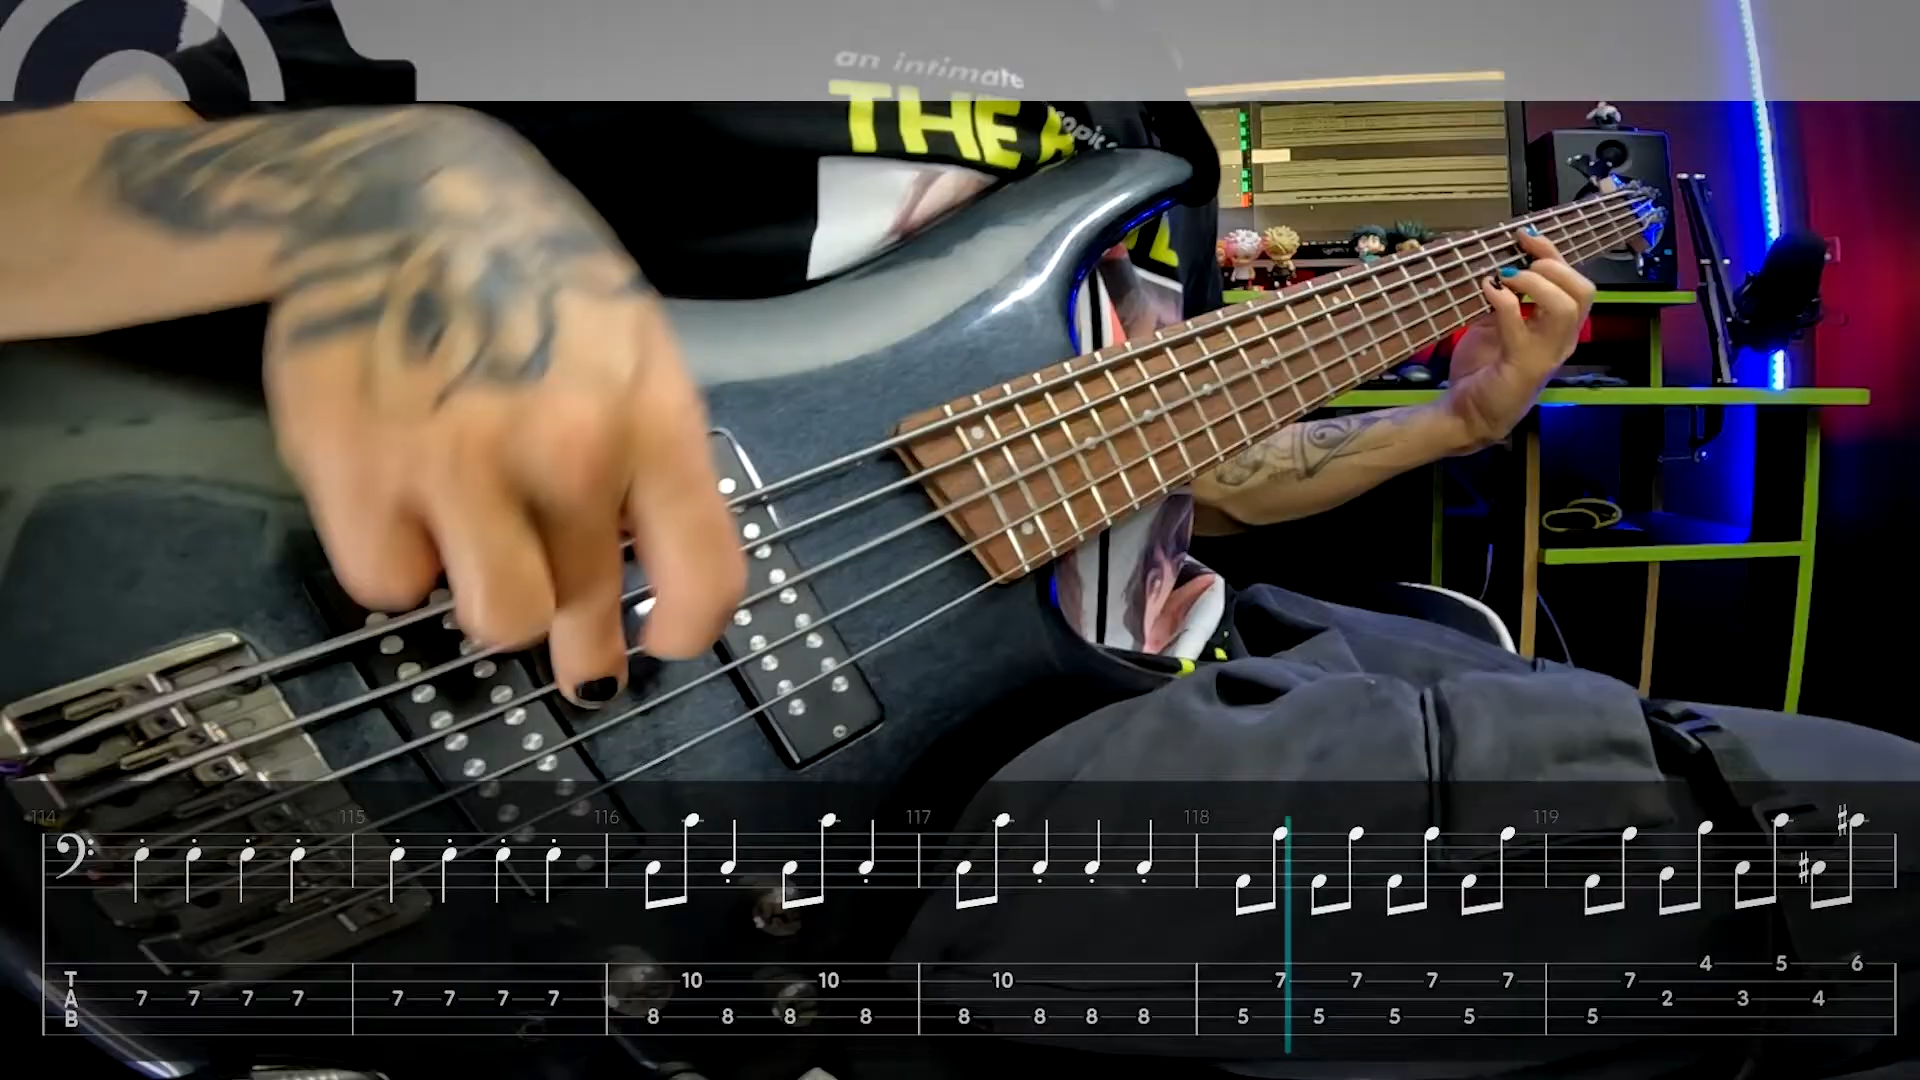 an intimate
THE
114 115 116 117 118 119
4 5 6
T 10 10 10 7 7 7 7 7
A 7 7 7 7 7 7 7 7 2 3 4
B 8 8 8 8 8 8 8 8 5 5 5 5 5